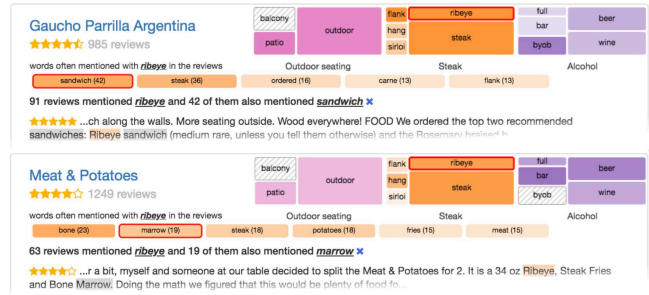 Gaucho Parrilla Argentina
985 reviews
balcony
patio
outdoor
flank
hang
sirloi
ribeye
steak
full
bar
byob
beer
wine
words often mentioned with ribeye in the reviews
Outdoor seating
Steak
Alcohol
sandwich (42)
steak (36)
ordered (16)
carne (13)
flank (13)
91 reviews mentioned ribeye and 42 of them also mentioned sandwich ×
...ch along the walls. More seating outside. Wood everywhere! FOOD We ordered the top two recommended
sandwiches: Ribeye sandwich (medium rare, unless you tell them otherwise) and the Rosemary braised b
Meat & Potatoes
1249 reviews
balcony
patio
outdoor
flank
hang
sirloi
ribeye
steak
full
bar
byob
beer
wine
words often mentioned with ribeye in the reviews
Outdoor seating
Steak
Alcohol
bone (23)
marrow (19)
steak (18)
potatoes (18)
fries (15)
meat (15)
63 reviews mentioned ribeye and 19 of them also mentioned marrow ×
...r a bit, myself and someone at our table decided to split the Meat & Potatoes for 2. It is a 34 oz Ribeye, Steak Fries
and Bone Marrow. Doing the math we figured that this would be plenty of food fo...